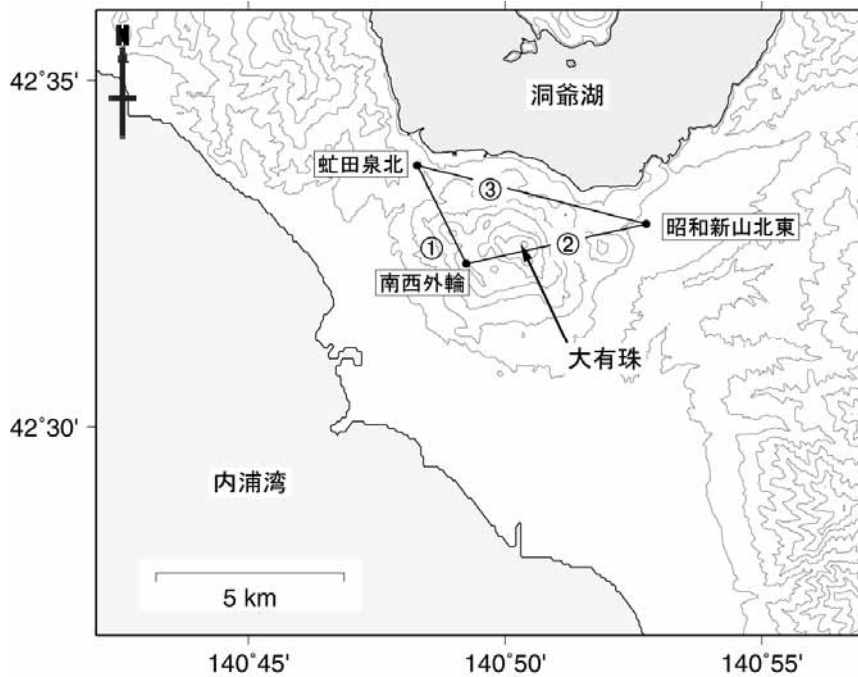 N
42°35'
洞爺湖
虻田泉北
③
昭和新山北東
①
②
南西外輪
大有珠
42°30'
内浦湾
5 km
140°45'
140°50'
140°55'